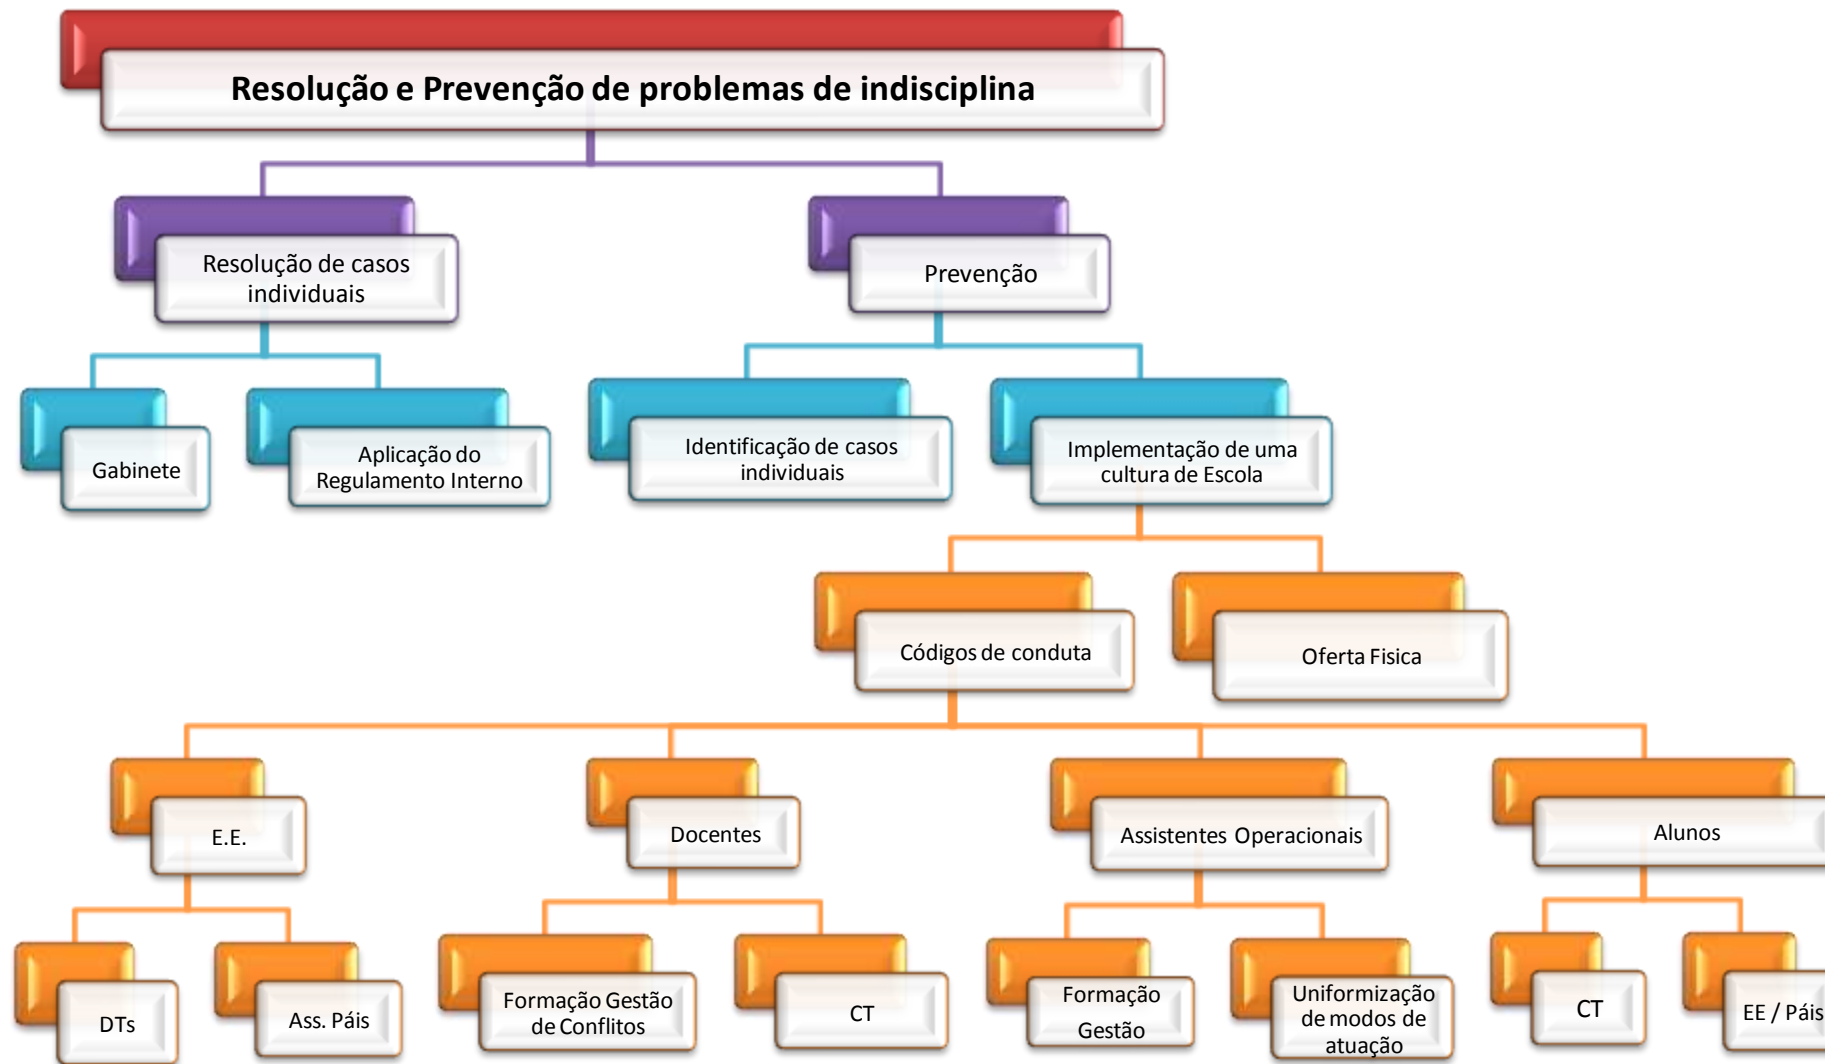 Resolução e Prevenção de problemas de indisciplina
Resolução de casos
individuais
Prevenção
Gabinete
Aplicação do
Regulamento Interno
Identificação de casos
individuais
Implementação de uma
cultura de Escola
Códigos de conduta
Oferta Fisica
E.E.
Docentes
Assistentes Operacionais
Alunos
DTs
Ass. Páis
Formação Gestão
de Conflitos
CT
Formação
Gestão
Uniformização
de modos de
atuação
CT
EE / Páis